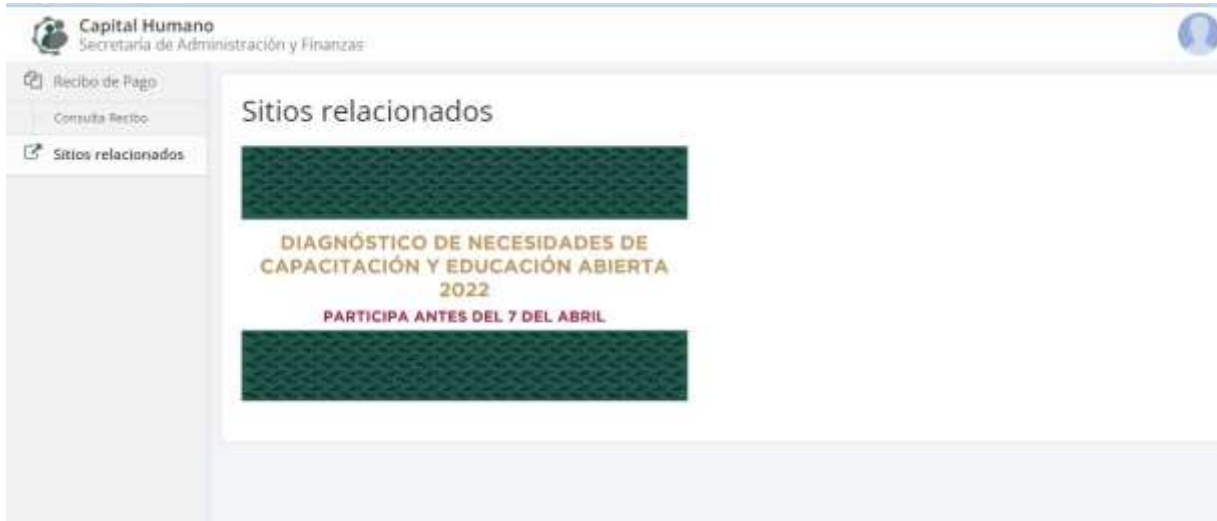 Capital Humano
Secretaría de Administración y Finanzas
Recibo de Pago
Consulta Recibo
Sitios relacionados
Sitios relacionados
DIAGNÓSTICO DE NECESIDADES DE
CAPACITACIÓN Y EDUCACIÓN ABIERTA
2022
PARTICIPA ANTES DEL 7 DEL ABRIL